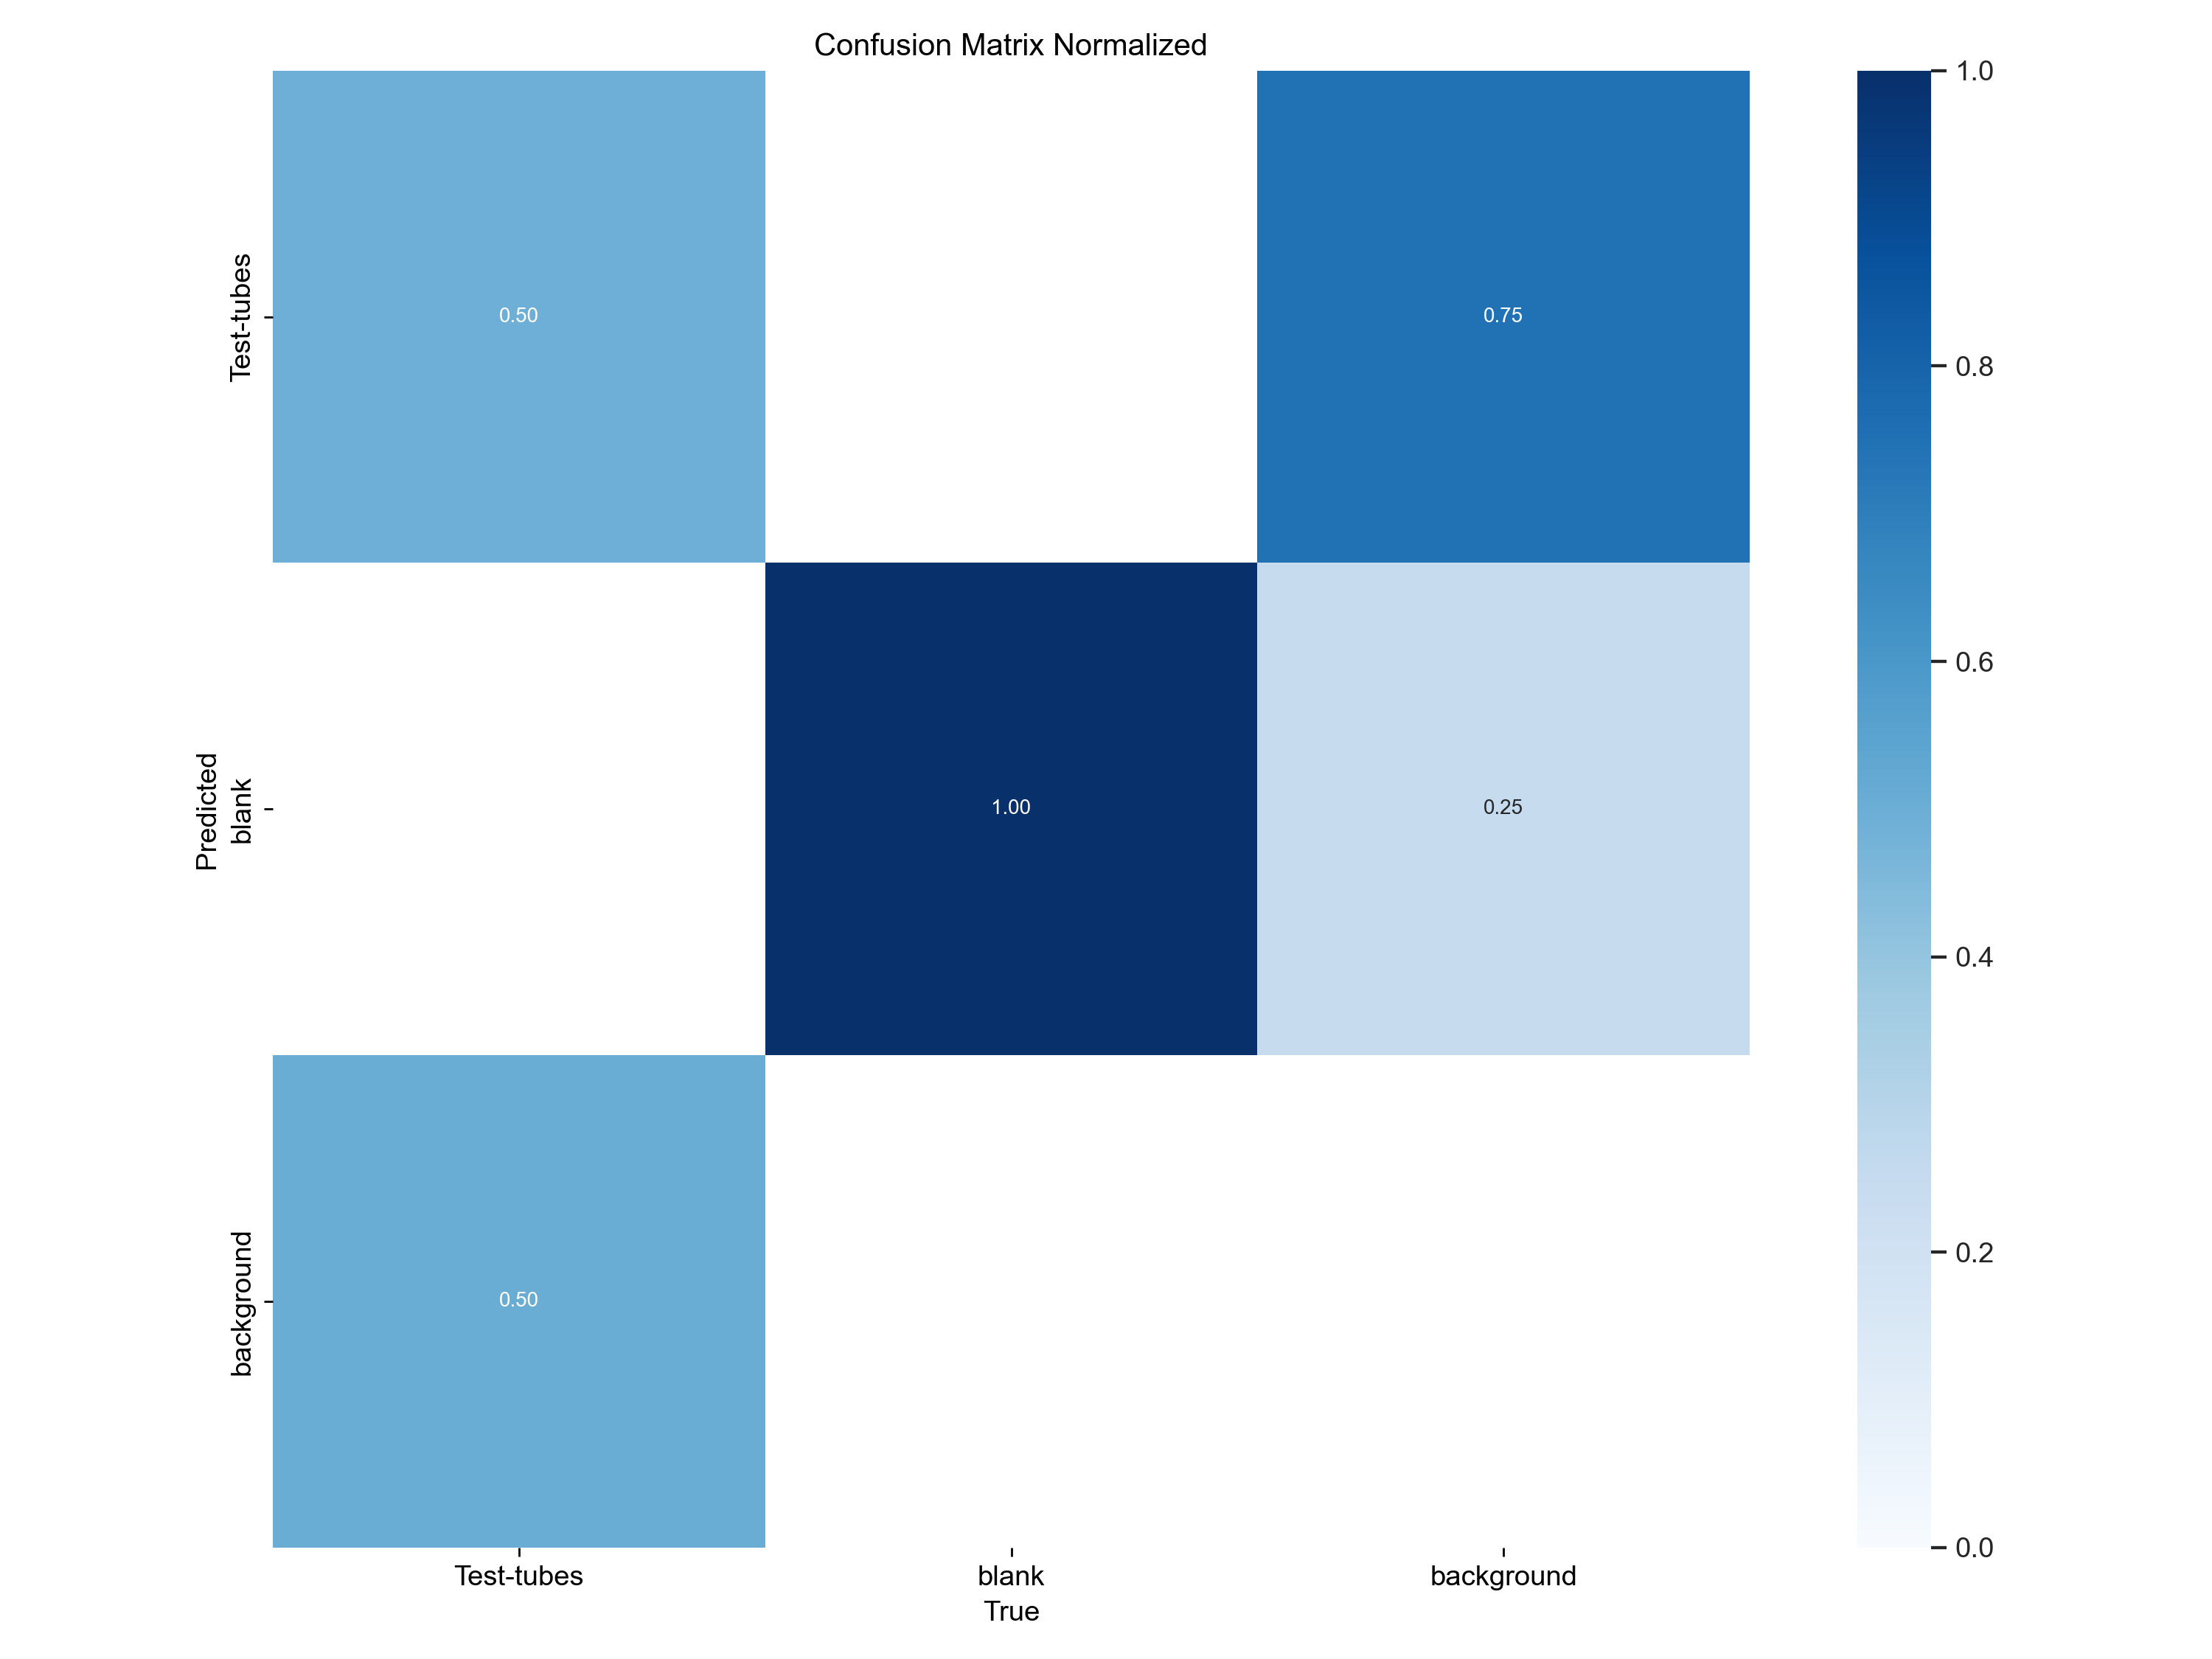 Confusion Matrix Normalized
Test-tubes
0.50
0.75
Predicted
blank
1.00
0.25
background
0.50
Test-tubes
blank
background
True
1.0
0.8
0.6
0.4
0.2
0.0